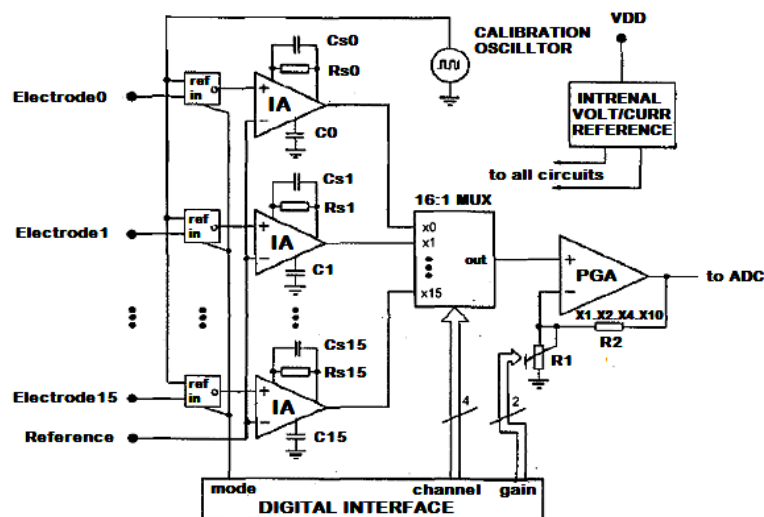 Cs0
CALIBRATION
OSCILLTOR
VDD
ref
in
Rs0
Electrode0
IA
C0
INTRENAL
VOLT/CURR
REFERENCE
to all circuits
Cs1
16:1 MUX
ref
in
Rs1
Electrode1
IA
C1
x0
x1
out
x15
PGA
to ADC
X1,X2,X4,X10
R2
R1
Cs15
ref
in
Rs15
Electrode15
IA
C15
Reference
4
2
mode
channel
gain
DIGITAL INTERFACE